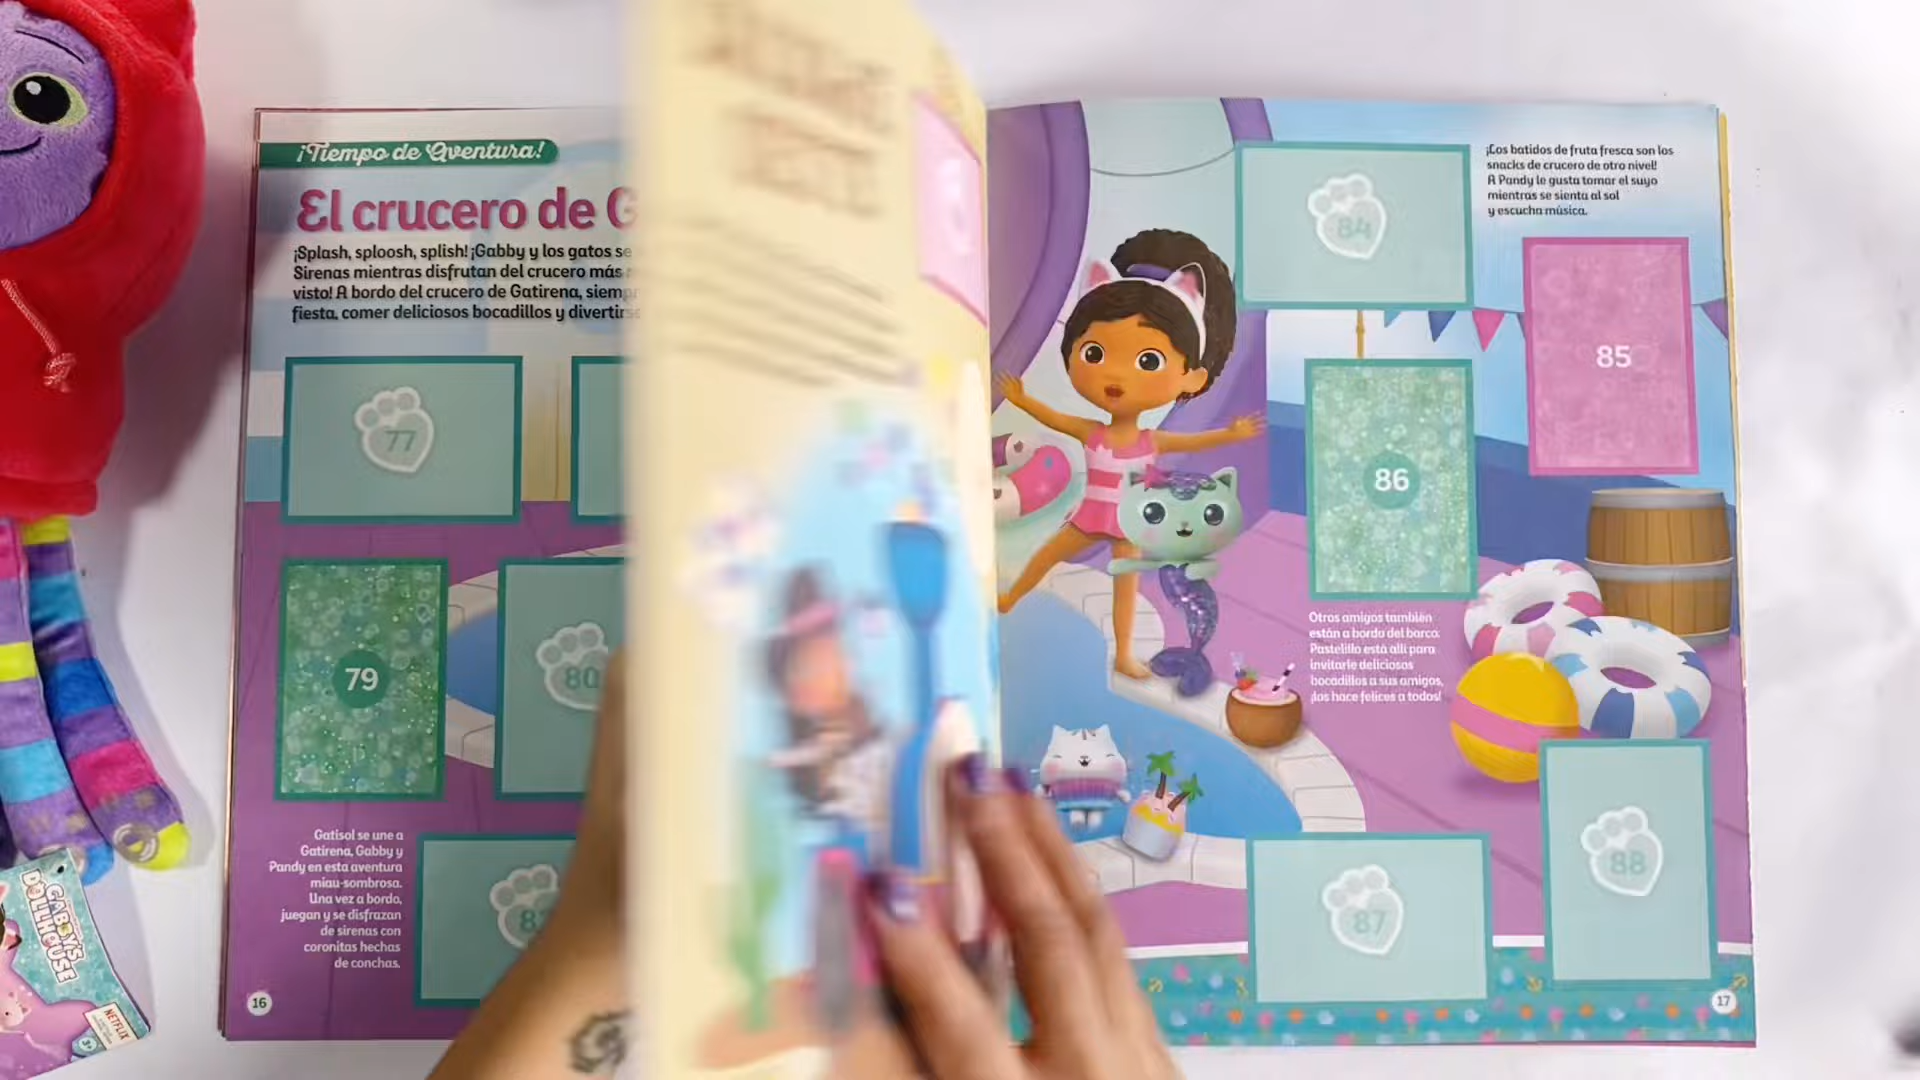 ¡Tiempo de Aventura!
El crucero de G
¡Splash, sploosh, splish! ¡Gabby y los gatos se
Sirenas mientras disfrutan del crucero más
visto! A bordo del crucero de Gatirena, siempr
fiesta, comer deliciosos bocadillos y divertirse
77
79
80
Gatisol se une a
Gatirena, Gabby y
Pandy en esta aventura
miau-sombrosa.
Una vez a bordo,
juegan y se disfrazan
de sirenas con
coronitas hechas
de conchas.
16
84
¡Los batidos de fruta fresca son los
snacks de crucero de otro nivel!
A Pandy le gusta tomar el suyo
mientras se sienta al sol
y escucha música.
85
86
Otros amigos también
están a bordo del barco:
Pastelillo está allí para
invitarle deliciosos
bocadillos a sus amigos,
¡los hace felices a todos!
87
88
17
GABBY'S
DOLLHOUSE
NETFLIX
3+